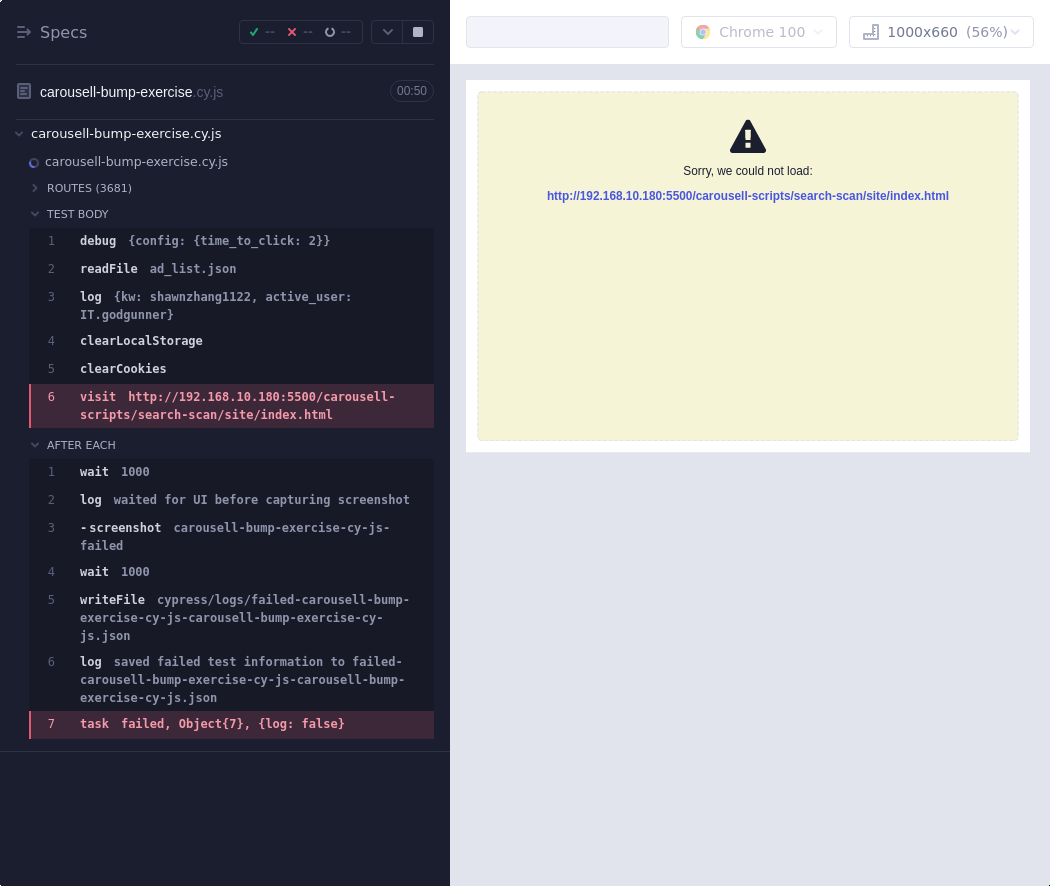 Specs
-- -- --
Chrome 100
1000x660 (56%)
carousell-bump-exercise.cy.js 00:50
carousell-bump-exercise.cy.js
carousell-bump-exercise.cy.js
ROUTES (3681)
TEST BODY
1 debug {config: {time_to_click: 2}}
2 readFile ad_list.json
3 log {kw: shawnzhang1122, active_user:
IT.godgunner}
4 clearLocalStorage
5 clearCookies
6 visit http://192.168.10.180:5500/carousell-
scripts/search-scan/site/index.html
AFTER EACH
1 wait 1000
2 log waited for UI before capturing screenshot
3 -screenshot carousell-bump-exercise-cy-js-
failed
4 wait 1000
5 writeFile cypress/logs/failed-carousell-bump-
exercise-cy-js-carousell-bump-exercise-cy-
js.json
6 log saved failed test information to failed-
carousell-bump-exercise-cy-js-carousell-bump-
exercise-cy-js.json
7 task failed, Object{7}, {log: false}
Sorry, we could not load:
http://192.168.10.180:5500/carousell-scripts/search-scan/site/index.html